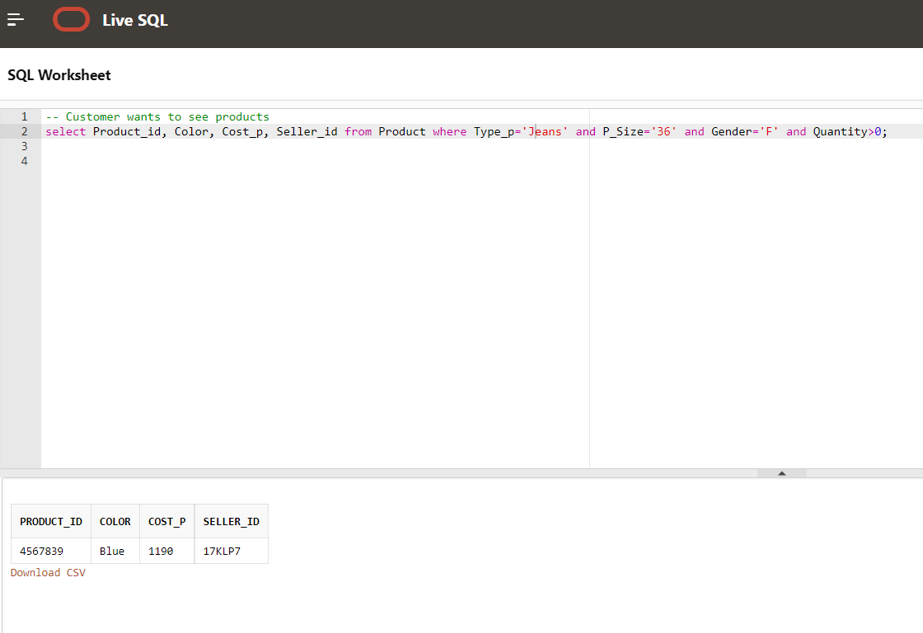 Live SQL
SQL Worksheet
1 -- Customer wants to see products
2 select Product_id, Color, Cost_p, Seller_id from Product where Type_p='Jeans' and P_Size='36' and Gender='F' and Quantity>0;
3
4
PRODUCT_ID COLOR COST_P SELLER_ID
4567839 Blue 1190 17KLP7
Download CSV